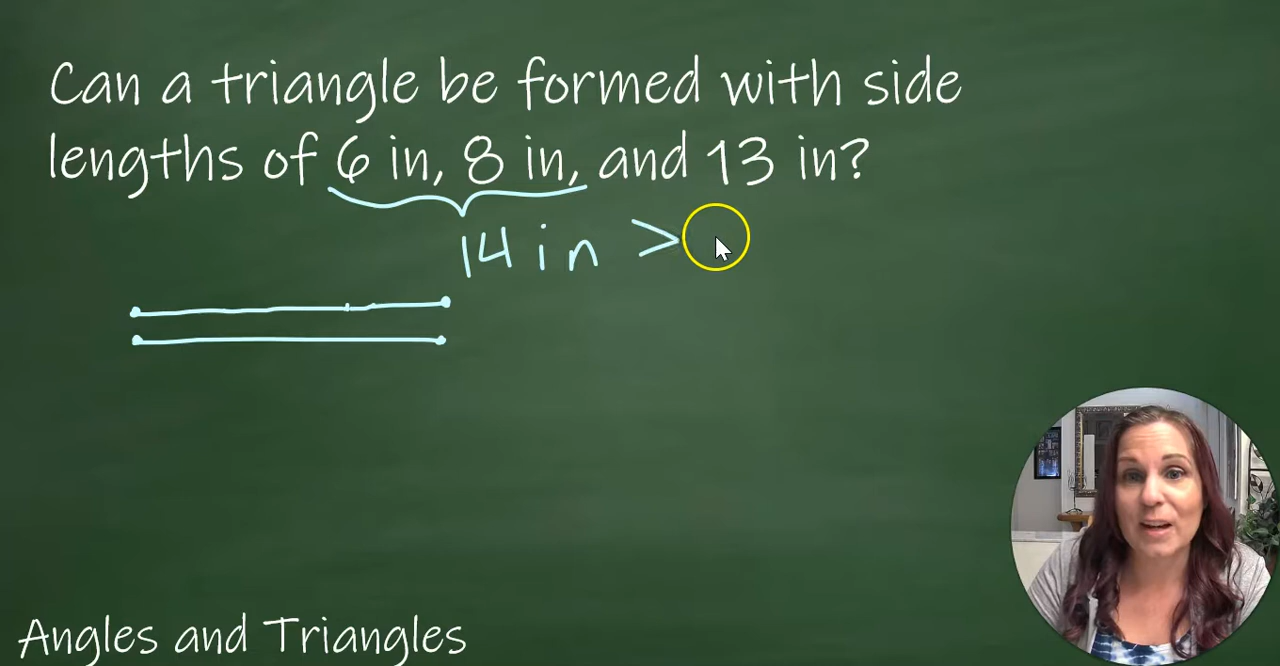 Can a triangle be formed with side
lengths of 6 in, 8 in, and 13 in?
14 in >
Angles and Triangles